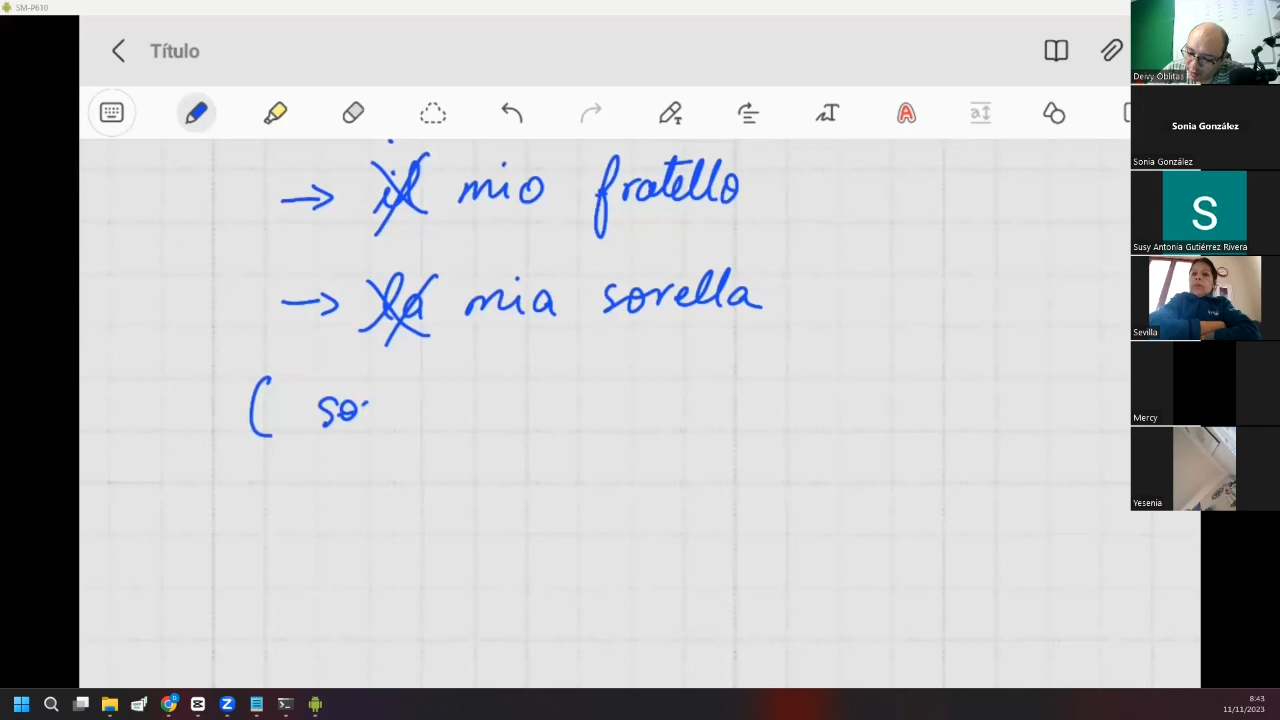 SM-P610
Título
→ il mio fratello
→ la mia sorella
( so
Deivy Oblitas
Sonia González
Sonia González
S
Susy Antonia Gutiérrez Rivera
Sevilla
Mercy
Yesenia
8:43
11/11/2023